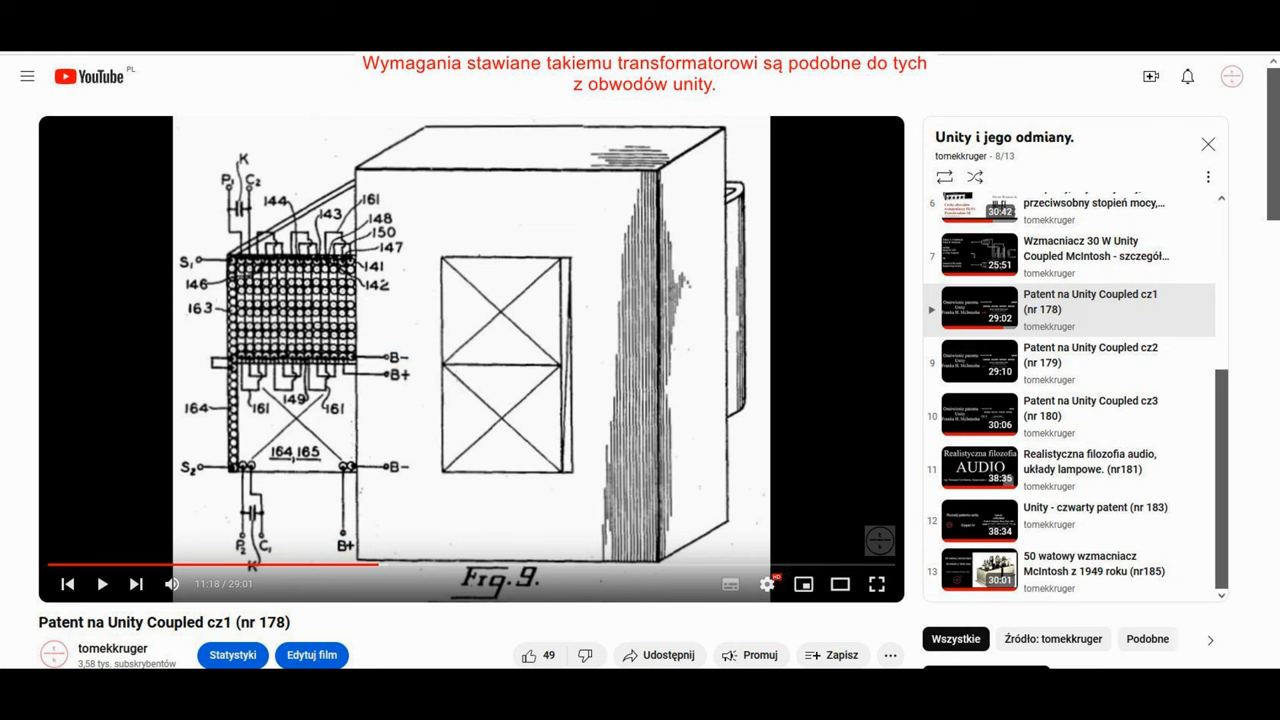 Wymagania stawiane takiemu transformatorowi są podobne do tych
z obwodów unity.
YouTube PL
K
P₁ C₂
144
161
143
148
150
147
S₁
141
146
142
163
B-
B+
149
161
161
164
164,165
S₂
B-
P₂ C₁
B+
K
Fig. 9.
11:18 / 29:01
HD
Patent na Unity Coupled cz1 (nr 178)
tomekkruger
3,58 tys. subskrybentów
Statystyki
Edytuj film
49
Udostępnij
Promuj
Zapisz
Unity i jego odmiany.
tomekkruger - 8/13
6
30:42
przeciwsobny stopień mocy,...
tomekkruger
7
25:51
Wzmacniacz 30 W Unity
Coupled McIntosh - szczegół...
tomekkruger
29:02
Patent na Unity Coupled cz1
(nr 178)
tomekkruger
9
29:10
Patent na Unity Coupled cz2
(nr 179)
tomekkruger
10
30:06
Patent na Unity Coupled cz3
(nr 180)
tomekkruger
11
Realistyczna filozofia
AUDIO
38:35
Realistyczna filozofia audio,
układy lampowe. (nr181)
tomekkruger
12
38:34
Unity - czwarty patent (nr 183)
tomekkruger
13
30:01
50 watowy wzmacniacz
McIntosh z 1949 roku (nr185)
tomekkruger
Wszystkie
Źródło: tomekkruger
Podobne